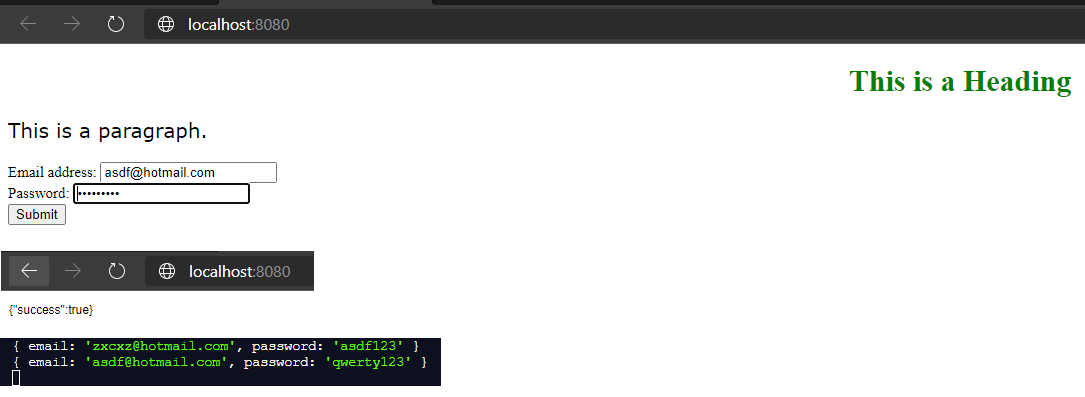 localhost:8080
This is a Heading
This is a paragraph.
Email address: asdf@hotmail.com
Password: •••••••••
Submit
localhost:8080
{"success":true}
{ email: 'zxcxz@hotmail.com', password: 'asdf123' }
{ email: 'asdf@hotmail.com', password: 'qwerty123' }